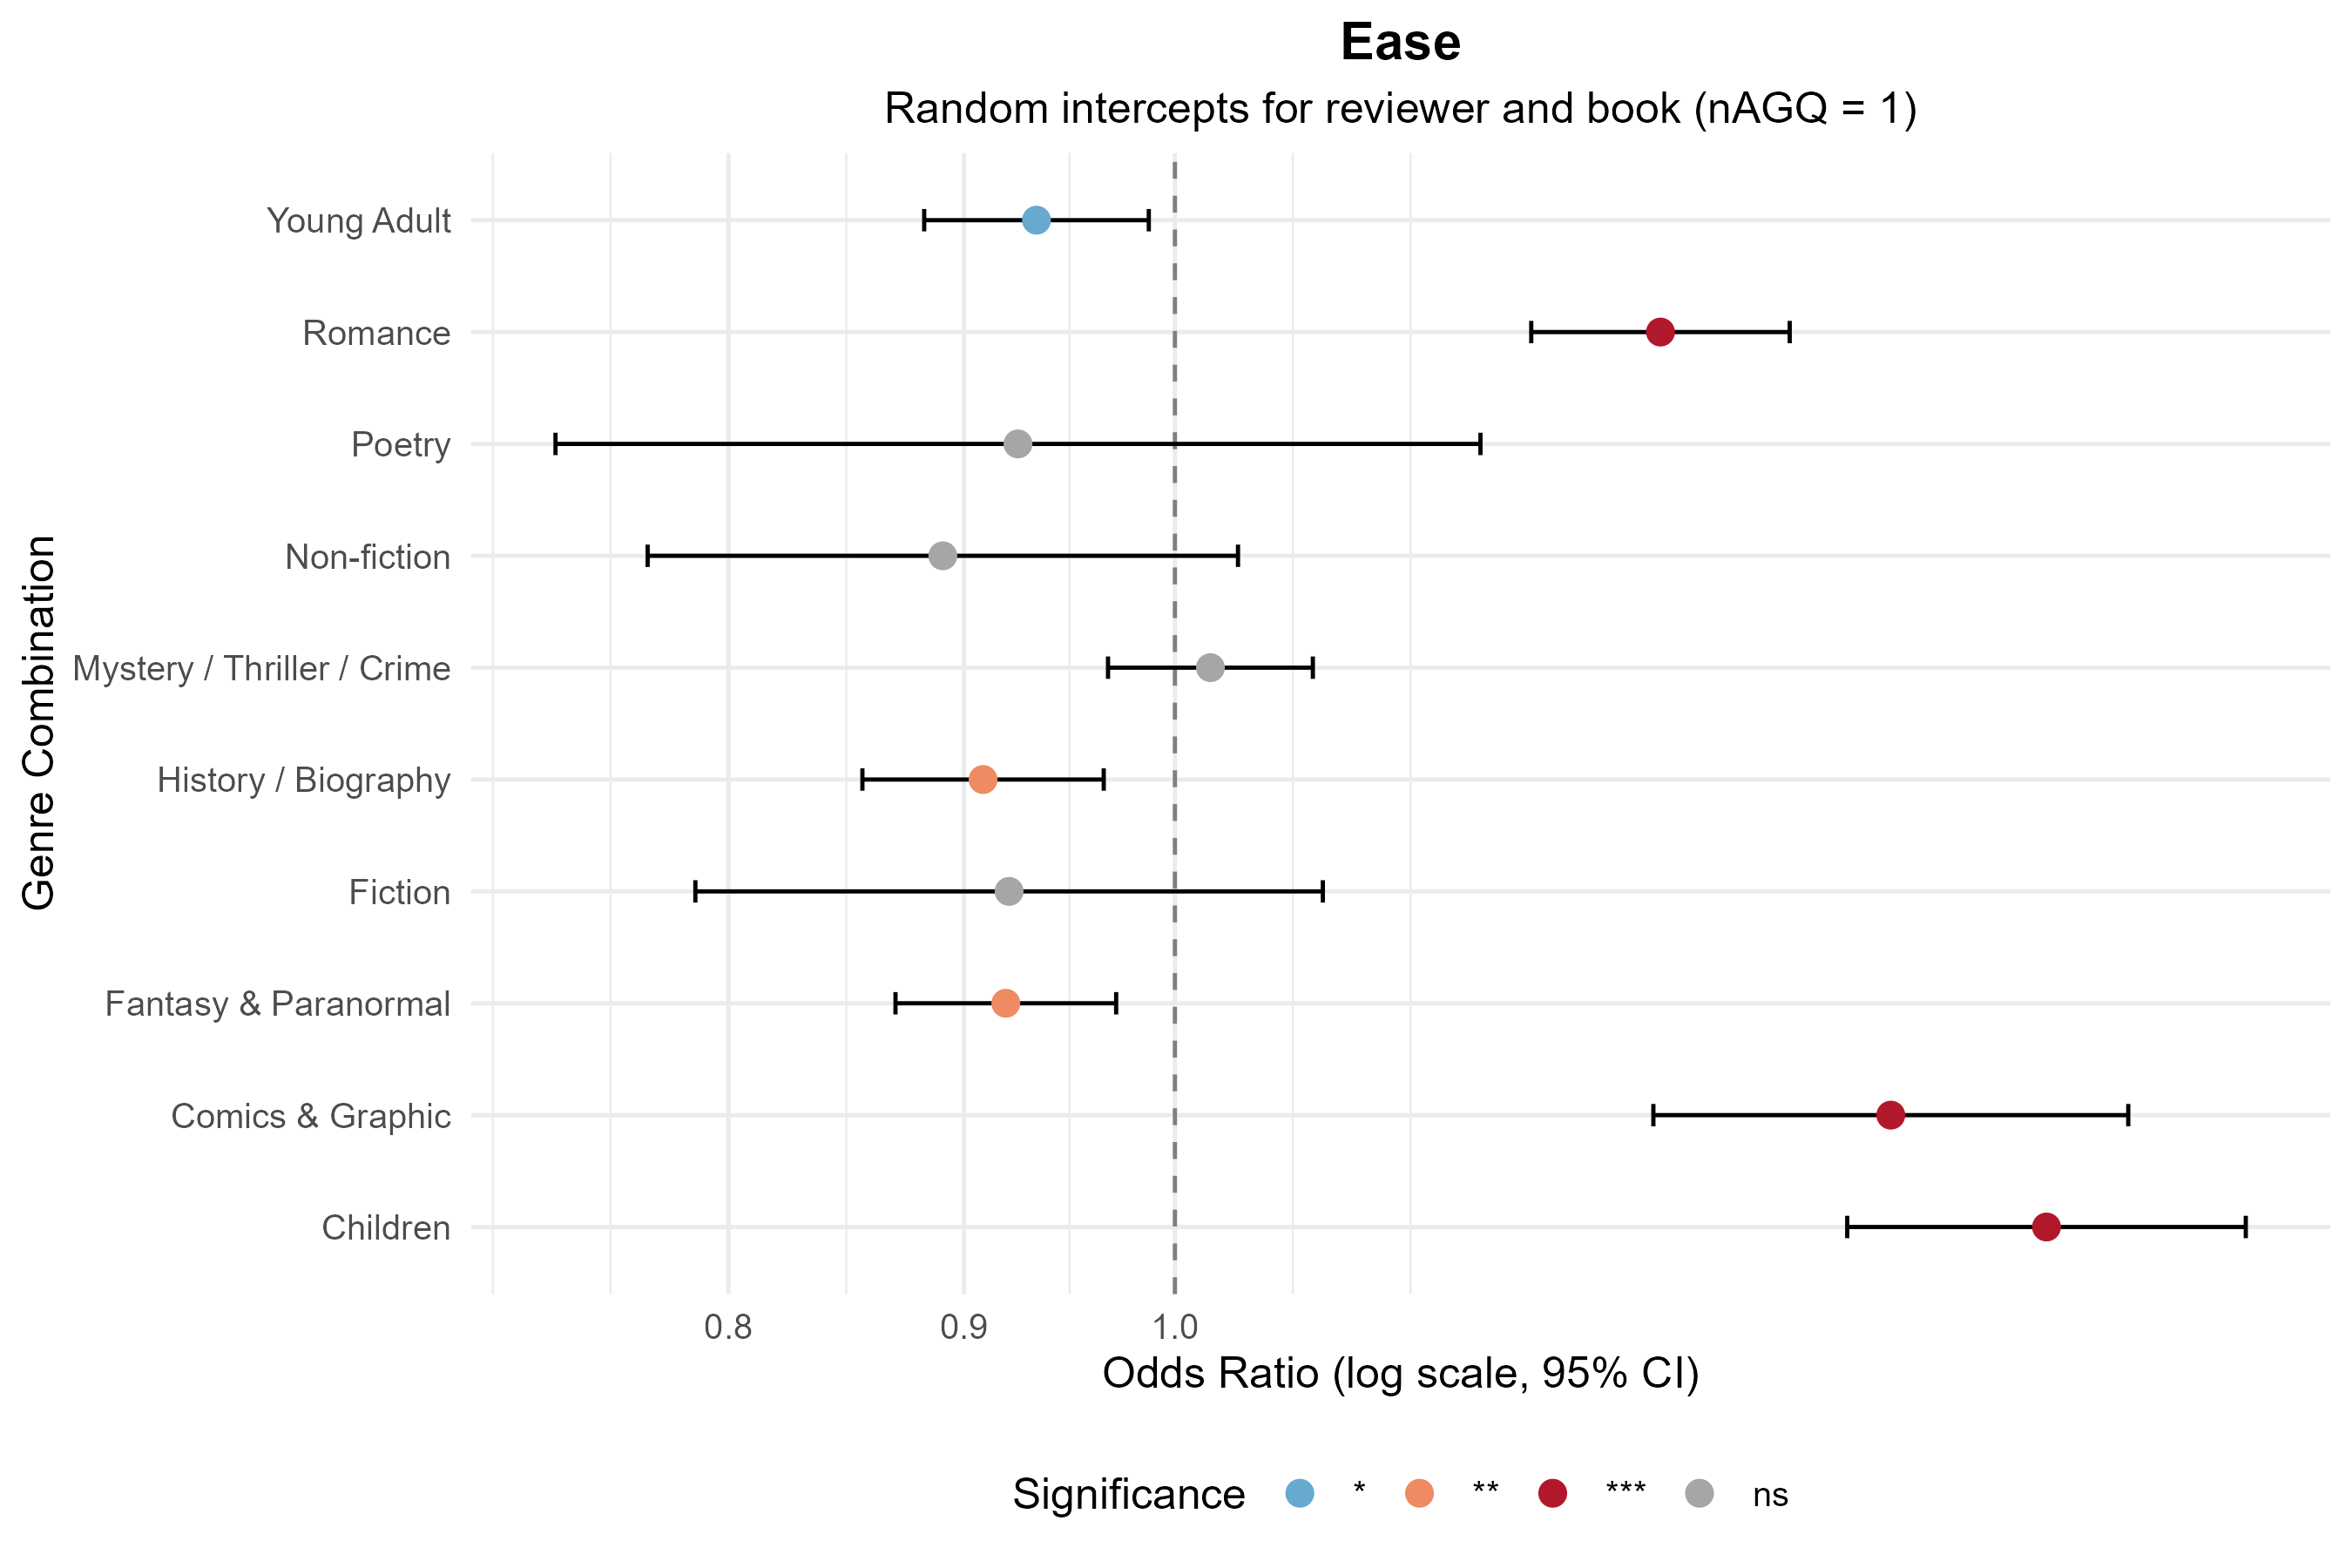 Ease
Random intercepts for reviewer and book (nAGQ = 1)
Genre Combination
Young Adult
Romance
Poetry
Non-fiction
Mystery / Thriller / Crime
History / Biography
Fiction
Fantasy & Paranormal
Comics & Graphic
Children
0.8 0.9 1.0
Odds Ratio (log scale, 95% CI)
Significance * ** *** ns